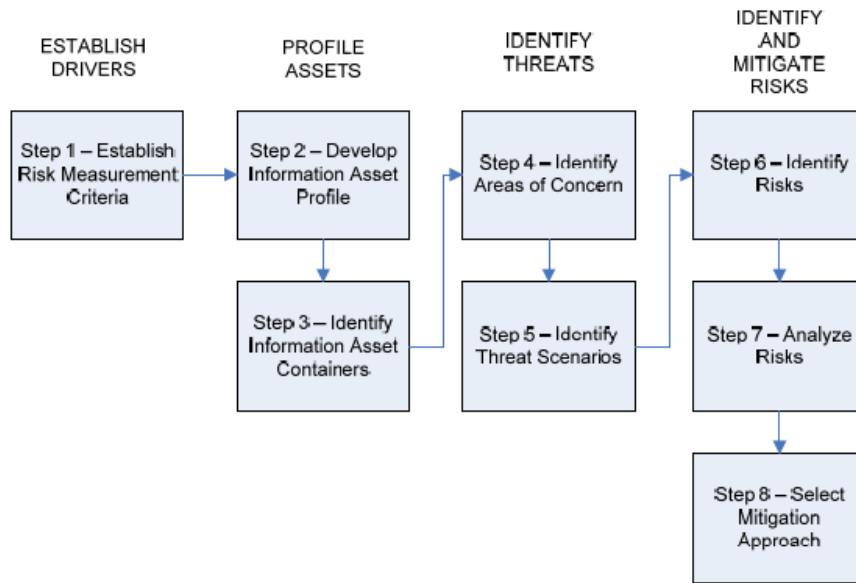 ESTABLISH
DRIVERS
PROFILE
ASSETS
IDENTIFY
THREATS
IDENTIFY
AND
MITIGATE
RISKS
Step 1 – Establish
Risk Measurement
Criteria
Step 2 – Develop
Information Asset
Profile
Step 3 – Identify
Information Asset
Containers
Step 4 – Identify
Areas of Concern
Step 5 – Identify
Threat Scenarios
Step 6 – Identify
Risks
Step 7 – Analyze
Risks
Step 8 – Select
Mitigation
Approach